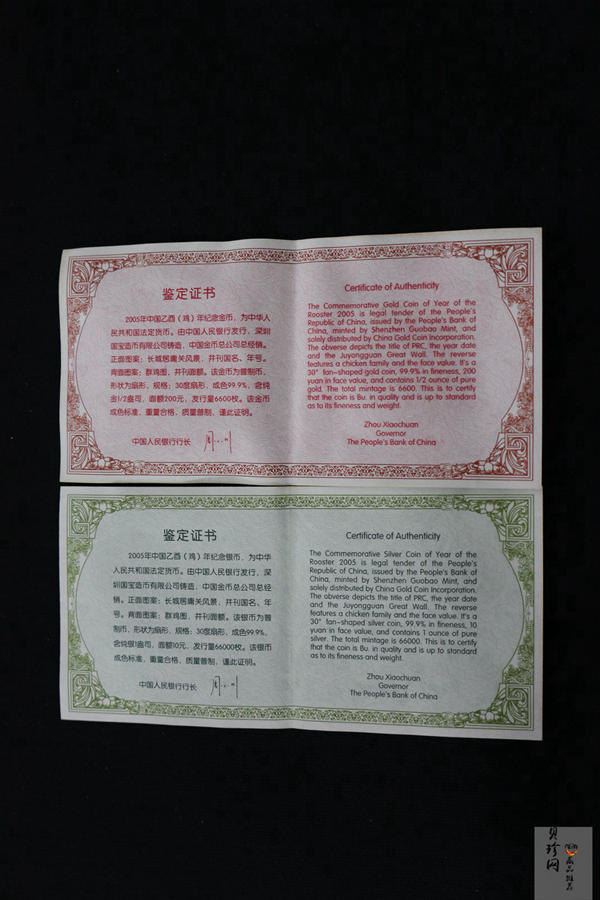 鉴定证书
2005年中国乙酉（鸡）年纪念金币，为中华人
民共和国法定货币。由中国人民银行发行，深圳
国宝造币有限公司铸造，中国金币总公司总经销。
正面图案：长城居庸关风景，并刊国名、年号。
背面图案：群鸡图，并刊面额。该金币为普制币，
形状为扇形，规格：30度扇形，成色99.9%，含纯
金1/2盎司，面额200元，发行量6600枚。该金币
成色标准，重量合格，质量普制，谨此证明。
中国人民银行行长
Certificate of Authenticity
The Commemorative Gold Coin of Year of the
Rooster 2005 is legal tender of the People's
Republic of China, issued by the People's Bank of
China, minted by Shenzhen Guobao Mint, and
solely distributed by China Gold Coin Incorporation.
The obverse depicts the title of PRC, the year date
and the Juyongguan Great Wall. The reverse
features a chicken family and the face value. It's a
30° fan-shaped gold coin, 99.9% in fineness, 200
yuan in face value, and contains 1/2 ounce of pure
gold. The total mintage is 6600. This is to certify
that the coin is Bu. in quality and is up to standard
as to its fineness and weight.
Zhou Xiaochuan
Governor
The People's Bank of China
鉴定证书
2005年中国乙酉（鸡）年纪念银币，为中华
人民共和国法定货币。由中国人民银行发行，深
圳国宝造币有限公司铸造，中国金币总公司总经
销。正面图案：长城居庸关风景，并刊国名、年
号。背面图案：群鸡图，并刊面额。该银币为普
制币，形状为扇形，规格：30度扇形，成色99.9%，
含纯银1盎司，面额10元，发行量66000枚。该银币
成色标准，重量合格，质量普制，谨此证明。
中国人民银行行长
Certificate of Authenticity
The Commemorative Silver Coin of Year of the
Rooster 2005 is legal tender of the People's
Republic of China, issued by the People's Bank of
China, minted by Shenzhen Guobao Mint, and
solely distributed by China Gold Coin Incorporation.
The obverse depicts the title of PRC, the year date
and the Juyongguan Great Wall. The reverse
features a chicken family and the face value. It's a
30° fan-shaped silver coin, 99.9% in fineness, 10
yuan in face value, and contains 1 ounce of pure
silver. The total mintage is 66000. This is to certify
that the coin is Bu. in quality and is up to standard
as to its fineness and weight.
Zhou Xiaochuan
Governor
The People's Bank of China
贝珍网